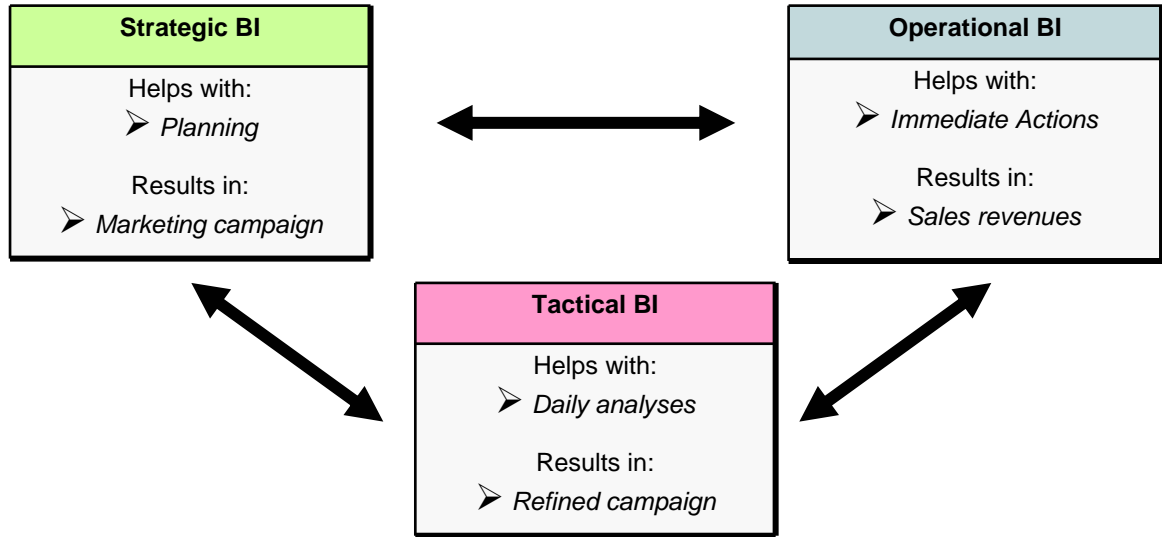 Strategic BI
Helps with:
➢ Planning
Results in:
➢ Marketing campaign
Operational BI
Helps with:
➢ Immediate Actions
Results in:
➢ Sales revenues
Tactical BI
Helps with:
➢ Daily analyses
Results in:
➢ Refined campaign